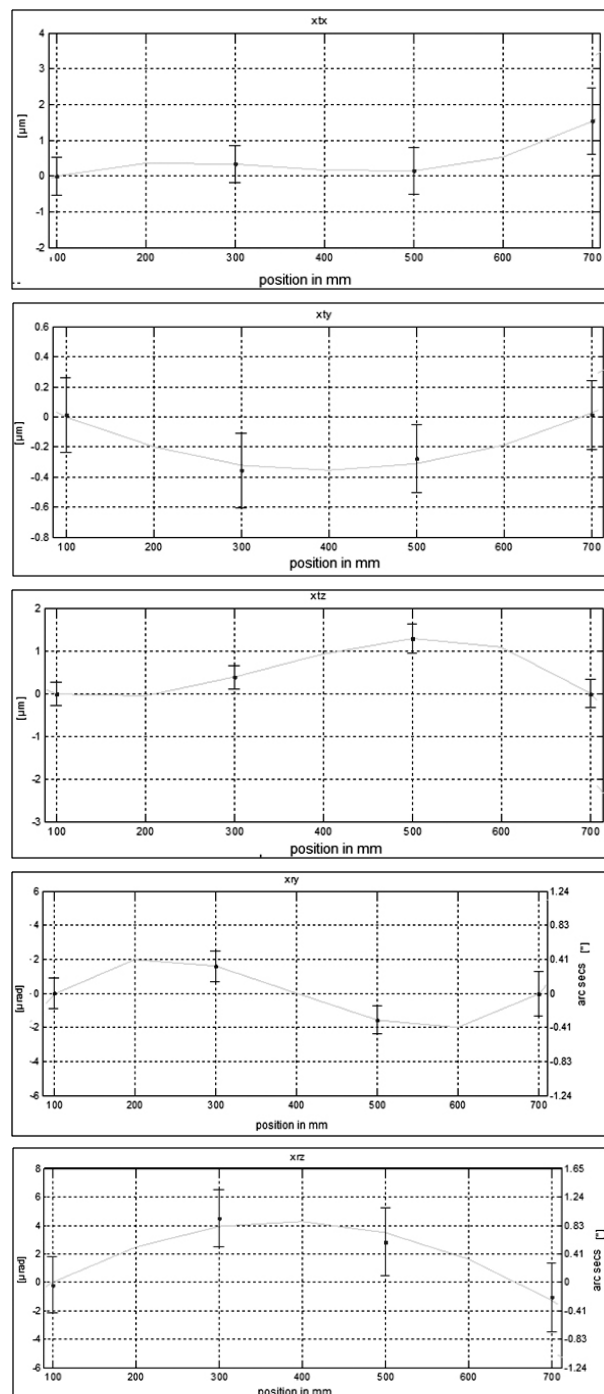 xtx
4
3
2
1
0
-1
-2
[µm]
00 200 300 400 500 600 700
position in mm
xty
0.6
0.4
0.2
0
-0.2
-0.4
-0.6
-0.8
[µm]
100 200 300 400 500 600 700
position in mm
xtz
2
1
0
-1
-2
-3
[µm]
100 200 300 400 500 600 700
position in mm
xry
6 1.24
4 0.83
2 0.41
0 0
-2 -0.41
-4 -0.83
-6 -1.24
[µrad]
arc secs ["]
100 200 300 400 500 600 700
position in mm
xrz
8 1.65
6 1.24
4 0.83
2 0.41
0 0
-2 -0.41
-4 -0.83
-6 -1.24
[µrad]
arc secs ["]
100 200 300 400 500 600 700
position in mm